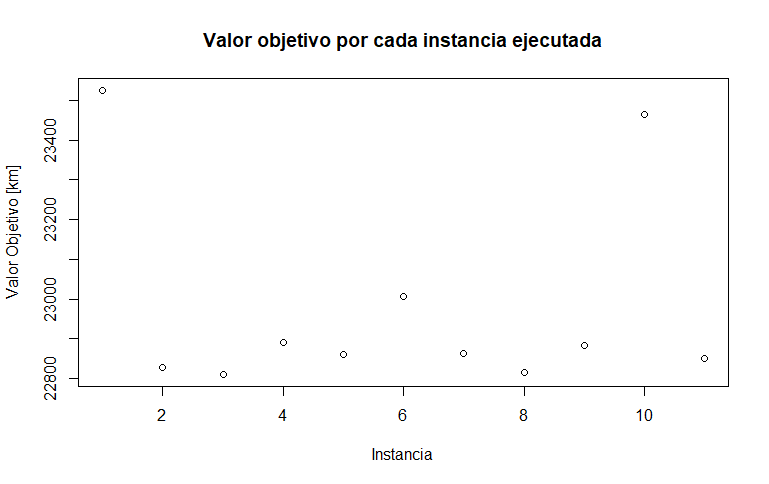 Valor objetivo por cada instancia ejecutada
Valor Objetivo [km]
23400
23200
23000
22800
2 4 6 8 10
Instancia